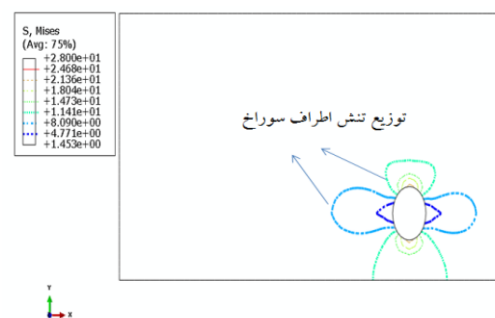 S, Mises
(Avg: 75%)
+2.800e+01
+2.468e+01
+2.136e+01
+1.804e+01
+1.473e+01
+1.141e+01
+8.090e+00
+4.771e+00
+1.453e+00
توزیع تنش اطراف سوراخ
Y
X